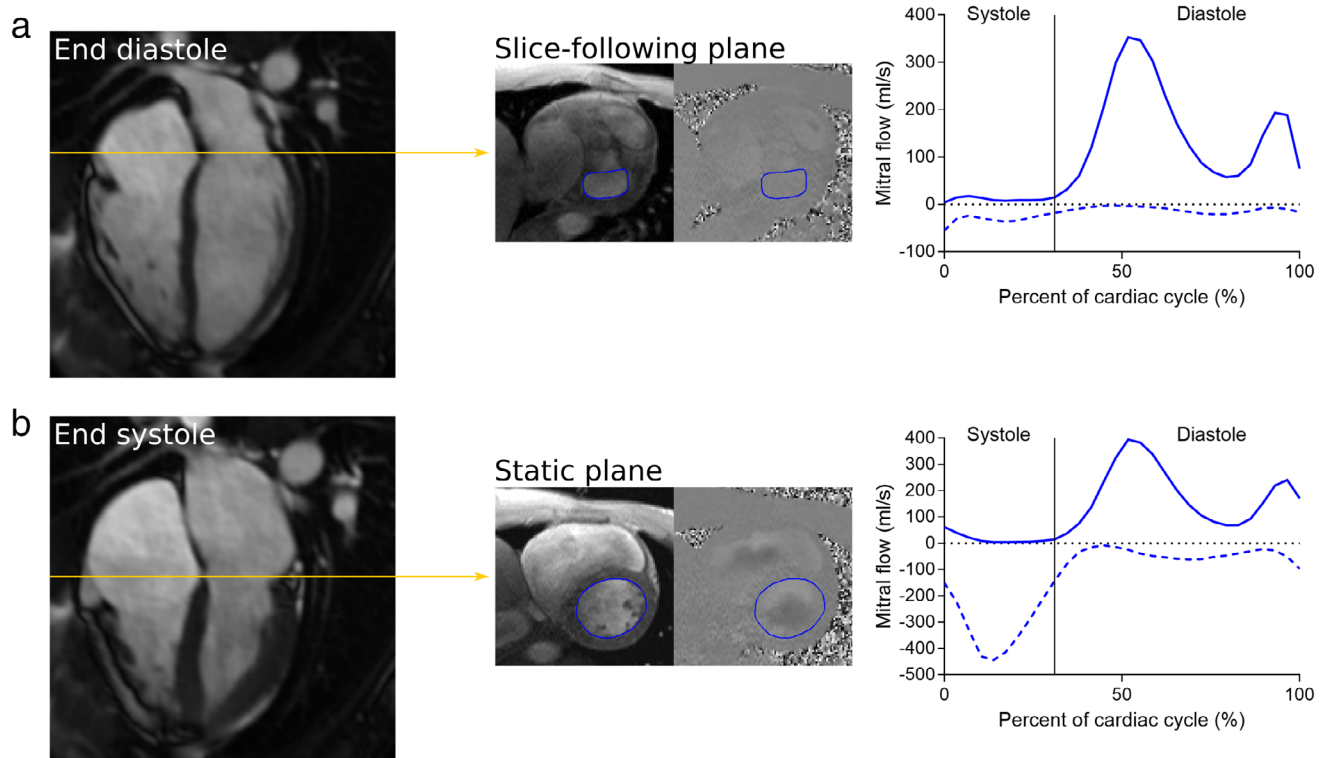 a
End diastole
Slice-following plane
Systole
Diastole
400
300
200
100
0
-100
Mitral flow (ml/s)
0
50
100
Percent of cardiac cycle (%)
b
End systole
Static plane
Systole
Diastole
400
300
200
100
0
-100
-200
-300
-400
-500
Mitral flow (ml/s)
0
50
100
Percent of cardiac cycle (%)